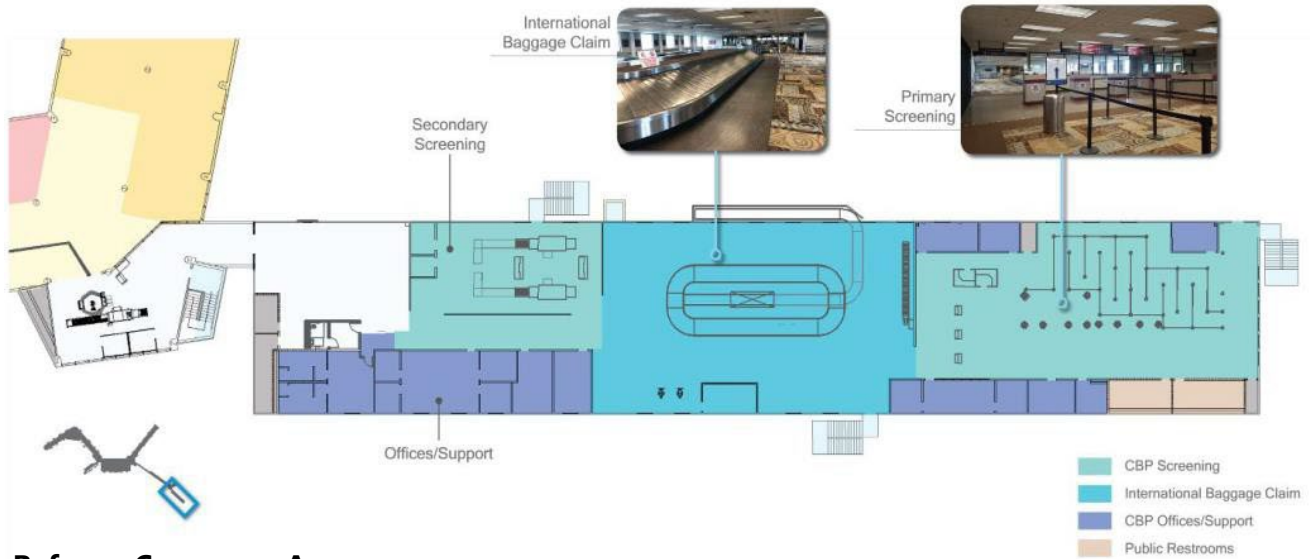 International
Baggage Claim
Primary
Screening
Secondary
Screening
Offices/Support
CBP Screening
International Baggage Claim
CBP Offices/Support
Public Restrooms